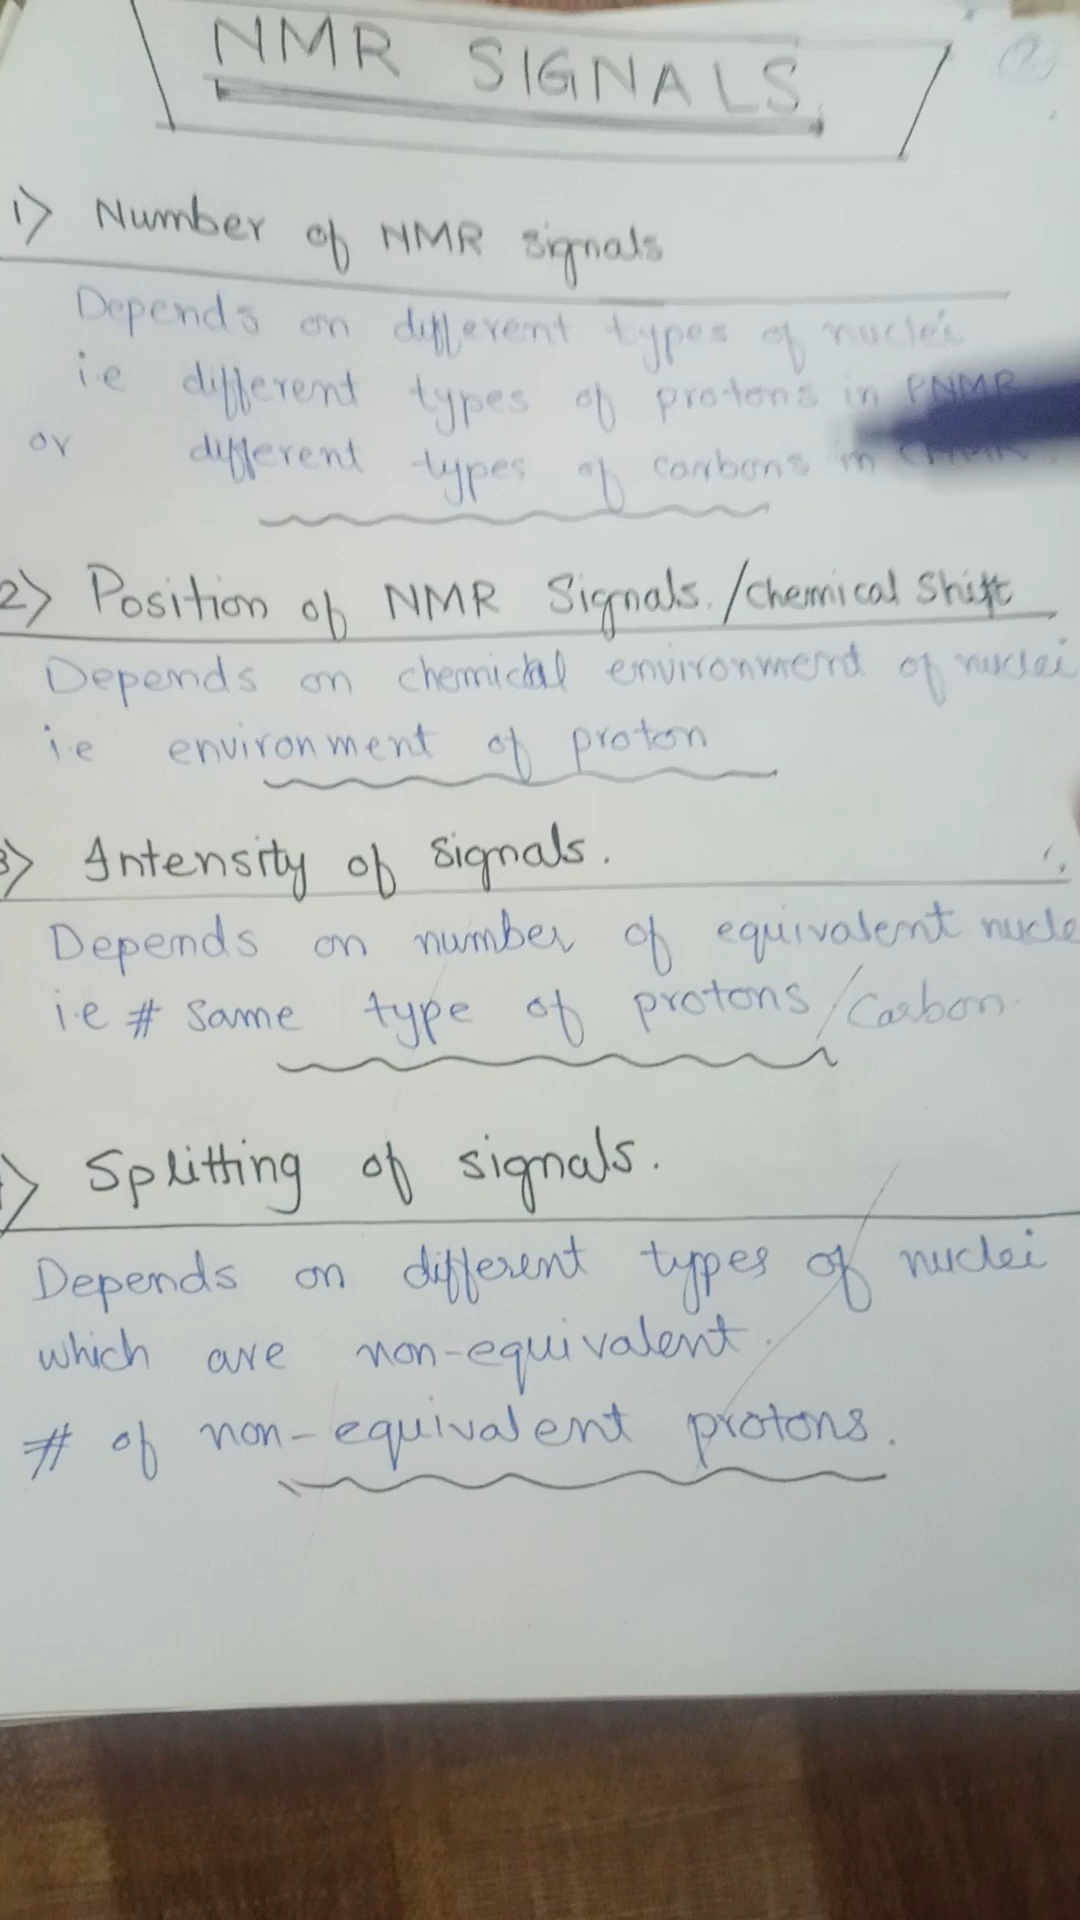 NMR SIGNALS
2
1) Number of NMR signals
Depends on different types of nuclei
i.e different types of protons in PNMR
or different types of carbons in
2) Position of NMR Signals. /Chemical Shift
Depends on chemical environment of nuclei
i.e environment of proton
3) Intensity of signals.
Depends on number of equivalent nucle
i.e # same type of protons/Carbon.
Splitting of signals.
Depends on different types of nuclei
which are non-equivalent.
# of non-equivalent protons.